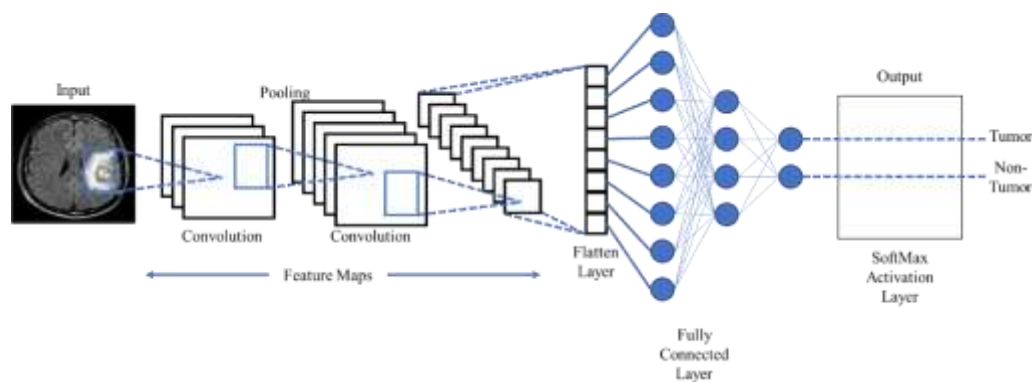 Input
Pooling
Output
Tumor
Non-
Tumor
Convolution
Convolution
Flatten
Layer
Feature Maps
SoftMax
Activation
Layer
Fully
Connected
Layer